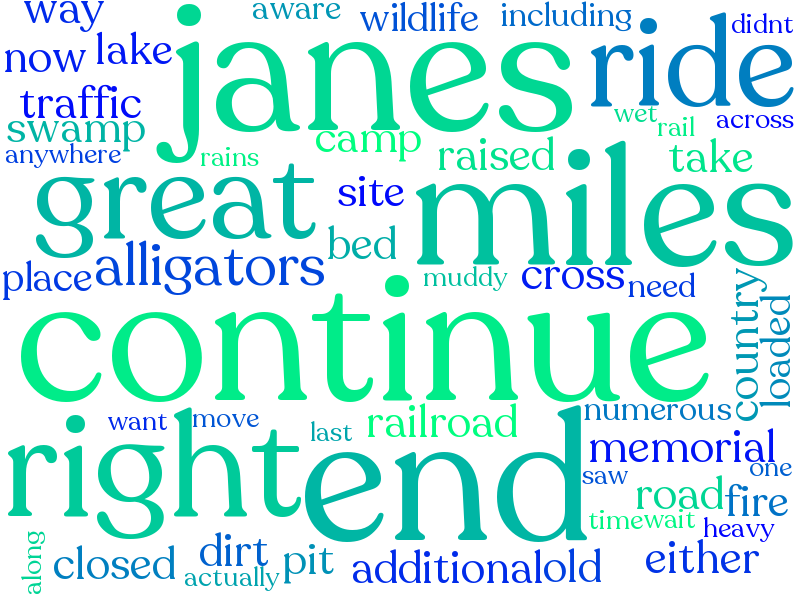 way
aware
wildlife
including
didnt
now
lake
janes
ride
traffic
swamp
camp
wet
rail
across
anywhere
rains
raised
take
great
site
miles
bed
place
alligators
muddy
cross
need
country
loaded
continue
want
move
last
railroad
numerous
right
end
memorial
saw
one
road
fire
time
wait
heavy
along
closed
dirt
actually
pit
additional
old
either